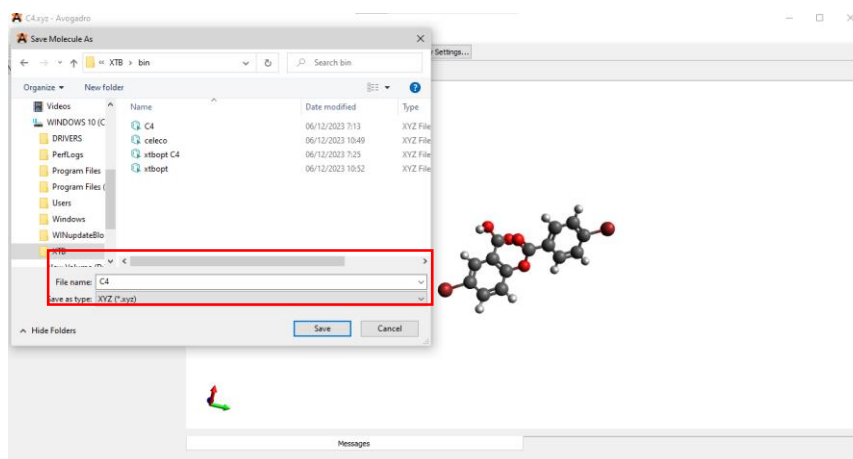 C4.xyz - Avogadro
Save Molecule As
Settings...
« XTB › bin
Search bin
Organize
New folder
Name
Date modified
Type
Videos
WINDOWS 10 (C
DRIVERS
PerfLogs
Program Files
Program Files (
Users
Windows
WINupdateBlo
XTB
C4 06/12/2023 7:13 XYZ File
celeco 06/12/2023 10:49 XYZ File
xtbopt C4 06/12/2023 7:25 XYZ File
xtbopt 06/12/2023 10:52 XYZ File
File name: C4
Save as type: XYZ (*.xyz)
Hide Folders
Save
Cancel
Messages